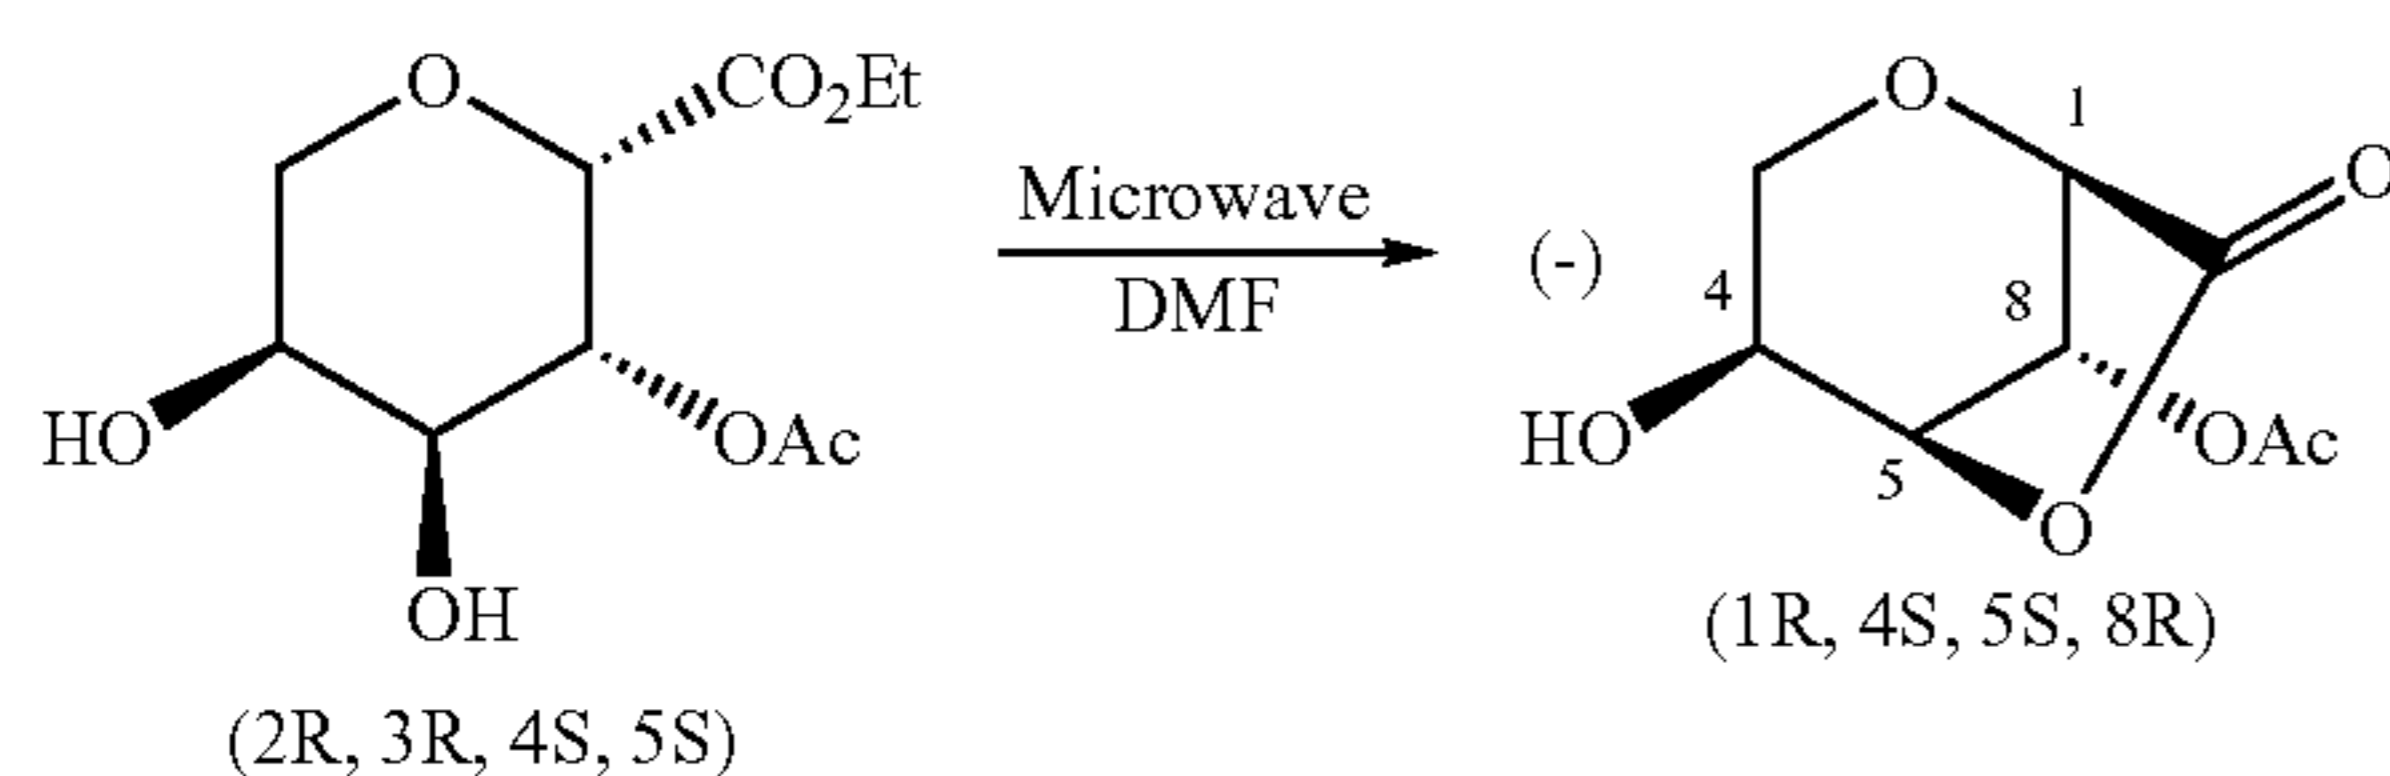 O
CO₂Et
HO
OH
OAc
(2R, 3R, 4S, 5S)
Microwave
DMF
(-)
O
1
O
4
8
HO
5
OAc
O
(1R, 4S, 5S, 8R)